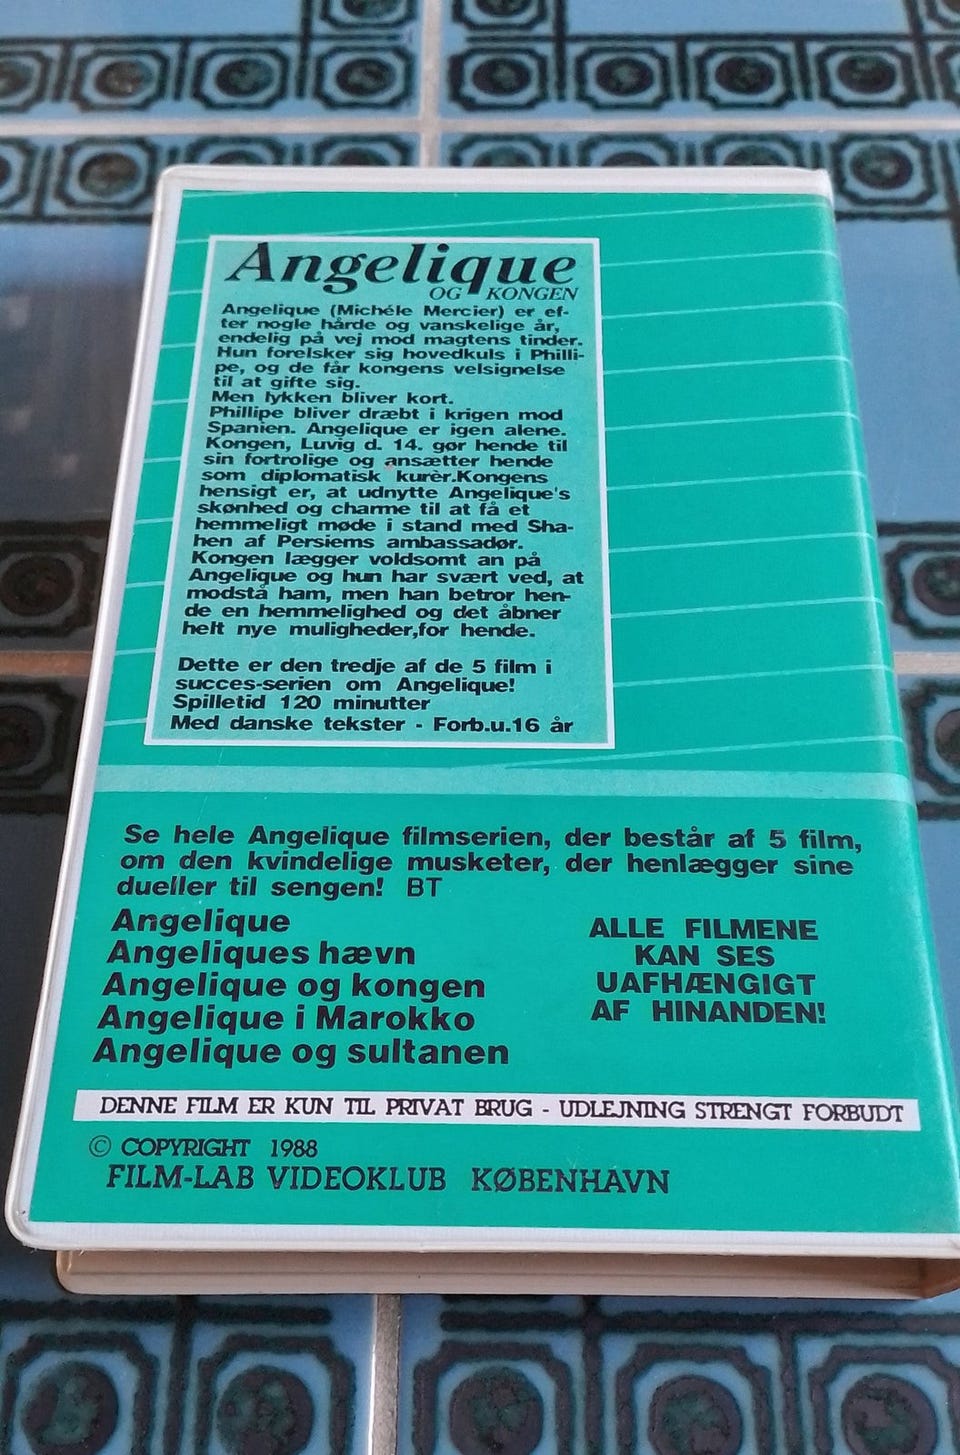 Angelique
OG KONGEN
Angelique (Michéle Mercier) er ef-
ter nogle hårde og vanskelige år,
endelig på vej mod magtens tinder.
Hun forelsker sig hovedkuls i Philli-
pe, og de får kongens velsignelse
til at gifte sig.
Men lykken bliver kort.
Phillipe bliver dræbt i krigen mod
Spanien. Angelique er igen alene.
Kongen, Luvig d. 14. gør hende til
sin fortrolige og ansætter hende
som diplomatisk kurèr.Kongens
hensigt er, at udnytte Angelique's
skønhed og charme til at få et
hemmeligt møde i stand med Sha-
hen af Persiems ambassadør.
Kongen lægger voldsomt an på
Angelique og hun har svært ved, at
modstå ham, men han betror hen-
de en hemmelighed og det åbner
helt nye muligheder,for hende.
Dette er den tredje af de 5 film i
succes-serien om Angelique!
Spilletid 120 minutter
Med danske tekster - Forb.u.16 år
Se hele Angelique filmserien, der består af 5 film,
om den kvindelige musketer, der henlægger sine
dueller til sengen! BT
Angelique
Angeliques hævn
Angelique og kongen
Angelique i Marokko
Angelique og sultanen
ALLE FILMENE
KAN SES
UAFHÆNGIGT
AF HINANDEN!
DENNE FILM ER KUN TIL PRIVAT BRUG - UDLEJNING STRENGT FORBUDT
© COPYRIGHT 1988
FILM-LAB VIDEOKLUB KØBENHAVN